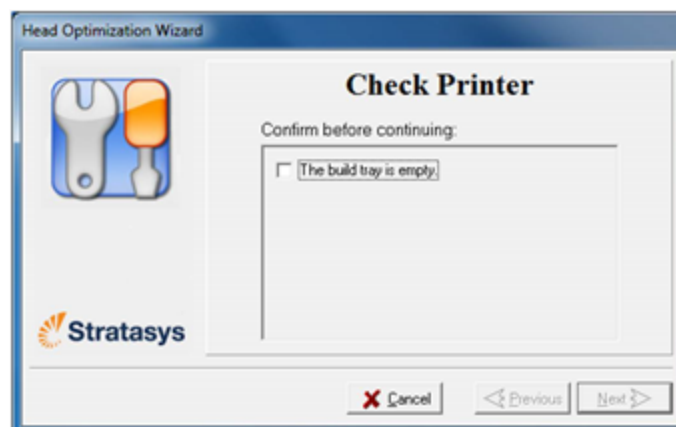 Head Optimization Wizard
Check Printer
Confirm before continuing:
The build tray is empty.
Stratasys
Cancel
Previous
Next